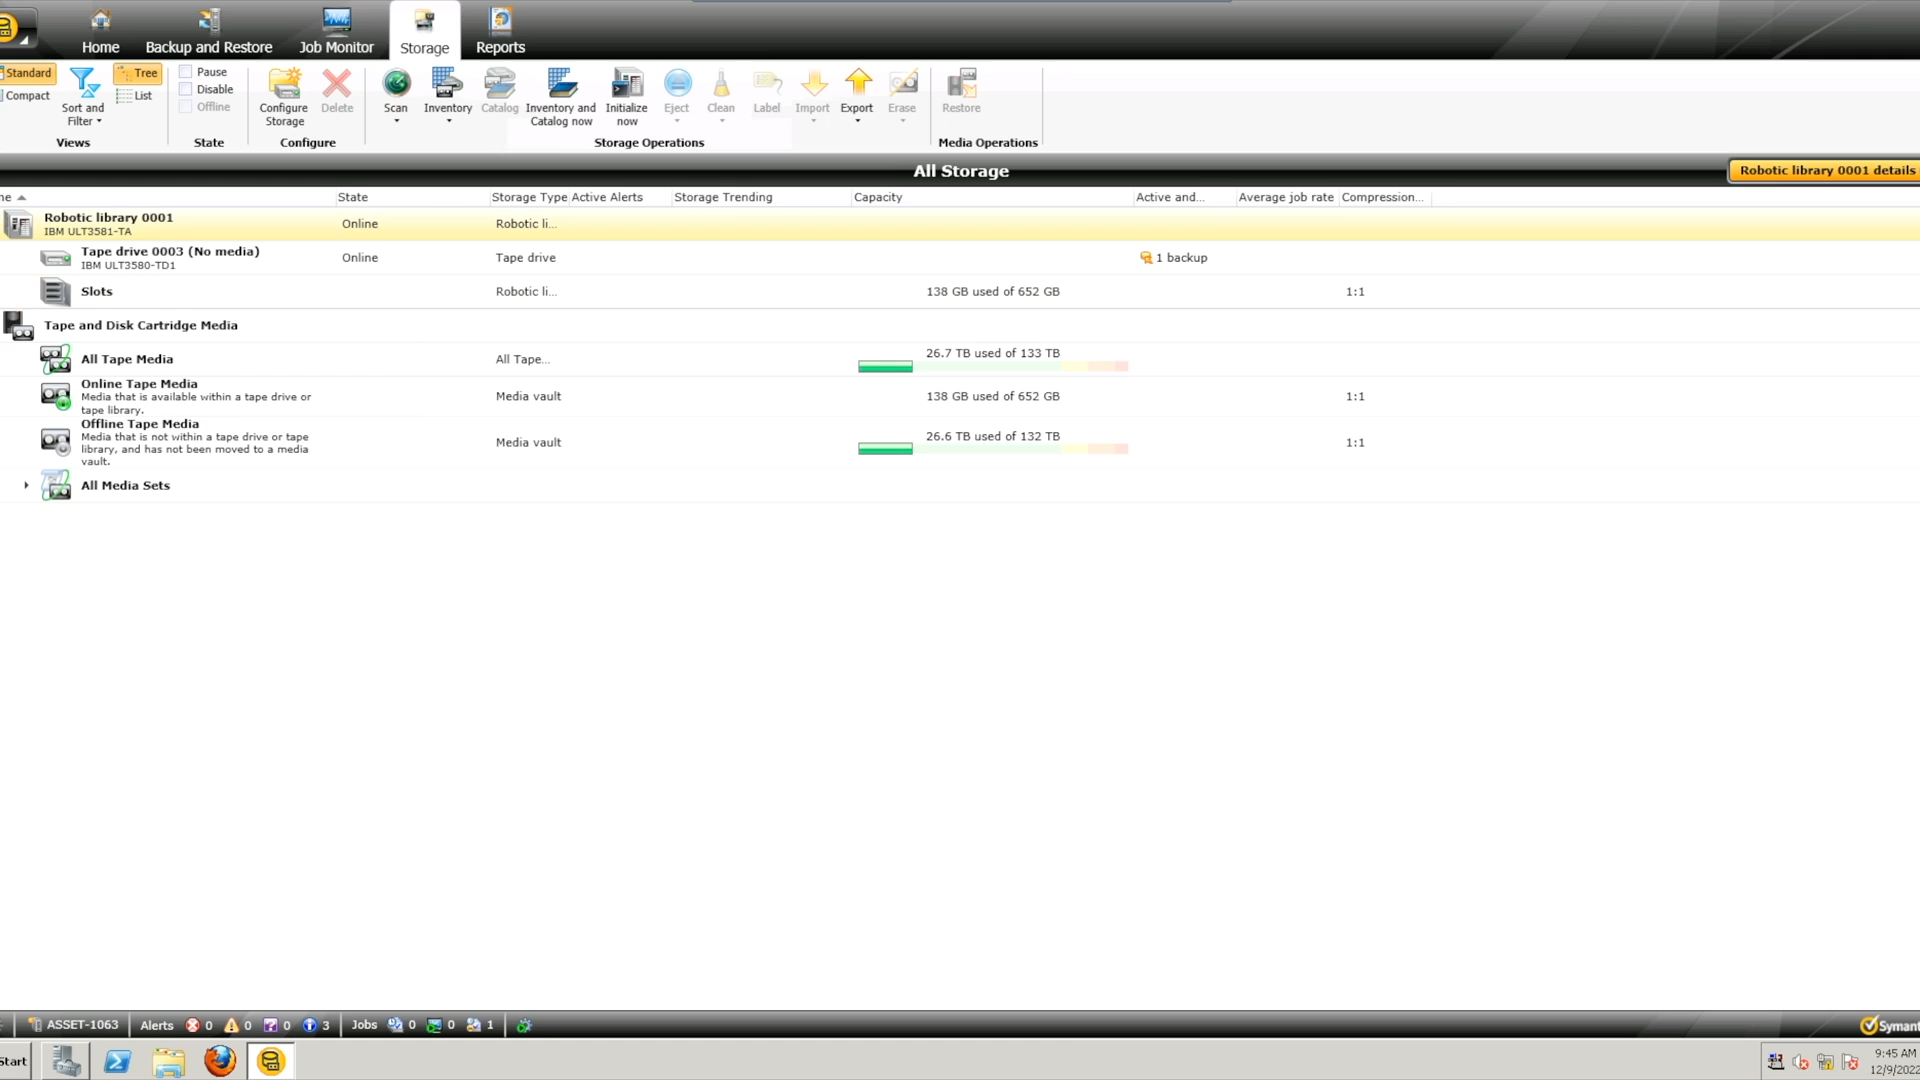 Home
Backup and Restore
Job Monitor
Storage
Reports
Standard
Compact
Sort and
Filter
Tree
List
Views
Pause
Disable
Offline
State
Configure
Storage
Delete
Configure
Scan
Inventory
Catalog
Inventory and
Catalog now
Initialize
now
Eject
Clean
Label
Import
Export
Erase
Storage Operations
Restore
Media Operations
All Storage
Robotic library 0001 details
State
Storage Type
Active Alerts
Storage Trending
Capacity
Active and...
Average job rate
Compression...
Robotic library 0001
IBM ULT3581-TA
Online
Robotic li...
Tape drive 0003 (No media)
IBM ULT3580-TD1
Online
Tape drive
1 backup
Slots
Robotic li...
138 GB used of 652 GB
1:1
Tape and Disk Cartridge Media
All Tape Media
All Tape...
26.7 TB used of 133 TB
Online Tape Media
Media that is available within a tape drive or
tape library.
Media vault
138 GB used of 652 GB
1:1
Offline Tape Media
Media that is not within a tape drive or tape
library, and has not been moved to a media
vault.
Media vault
26.6 TB used of 132 TB
1:1
All Media Sets
ASSET-1063
Alerts 0 0 0 3
Jobs 0 0 1
Symant
Start
9:45 AM
12/9/2022